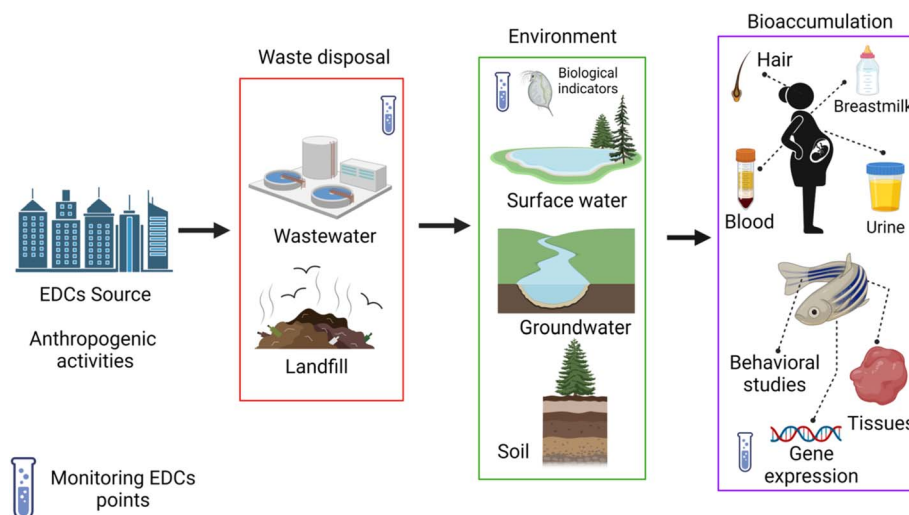 EDCs Source
Anthropogenic
activities
Monitoring EDCs
points
Waste disposal
Wastewater
Landfill
Environment
Biological
indicators
Surface water
Groundwater
Soil
Bioaccumulation
Hair
Breastmilk
Blood
Urine
Behavioral
studies
Tissues
Gene
expression